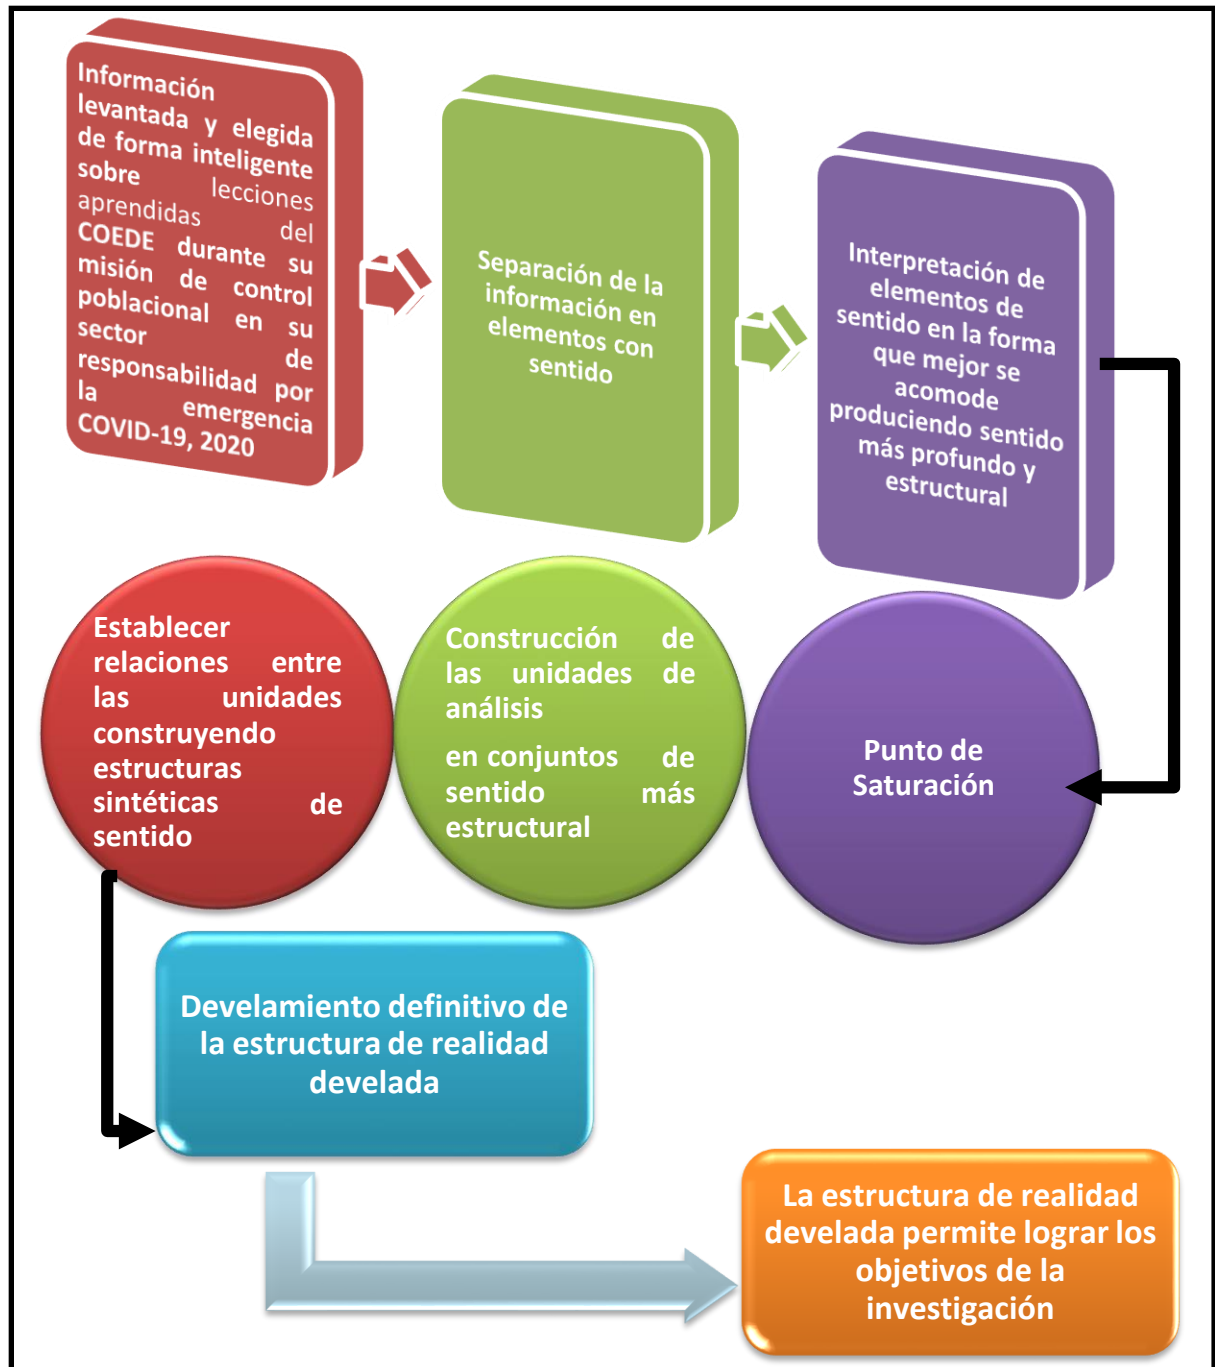 Información
levantada y elegida
de forma inteligente
sobre lecciones
aprendidas del
COEDE durante su
misión de control
poblacional en su
sector de
responsabilidad por
la emergencia
COVID-19, 2020
Separación de la
información en
elementos con
sentido
Interpretación de
elementos de
sentido en la forma
que mejor se
acomode
produciendo sentido
más profundo y
estructural
Establecer
relaciones entre
las unidades
construyendo
estructuras
sintéticas de
sentido
Construcción de
las unidades de
análisis
en conjuntos de
sentido más
estructural
Punto de
Saturación
Develamiento definitivo de
la estructura de realidad
develada
La estructura de realidad
develada permite lograr los
objetivos de la
investigación